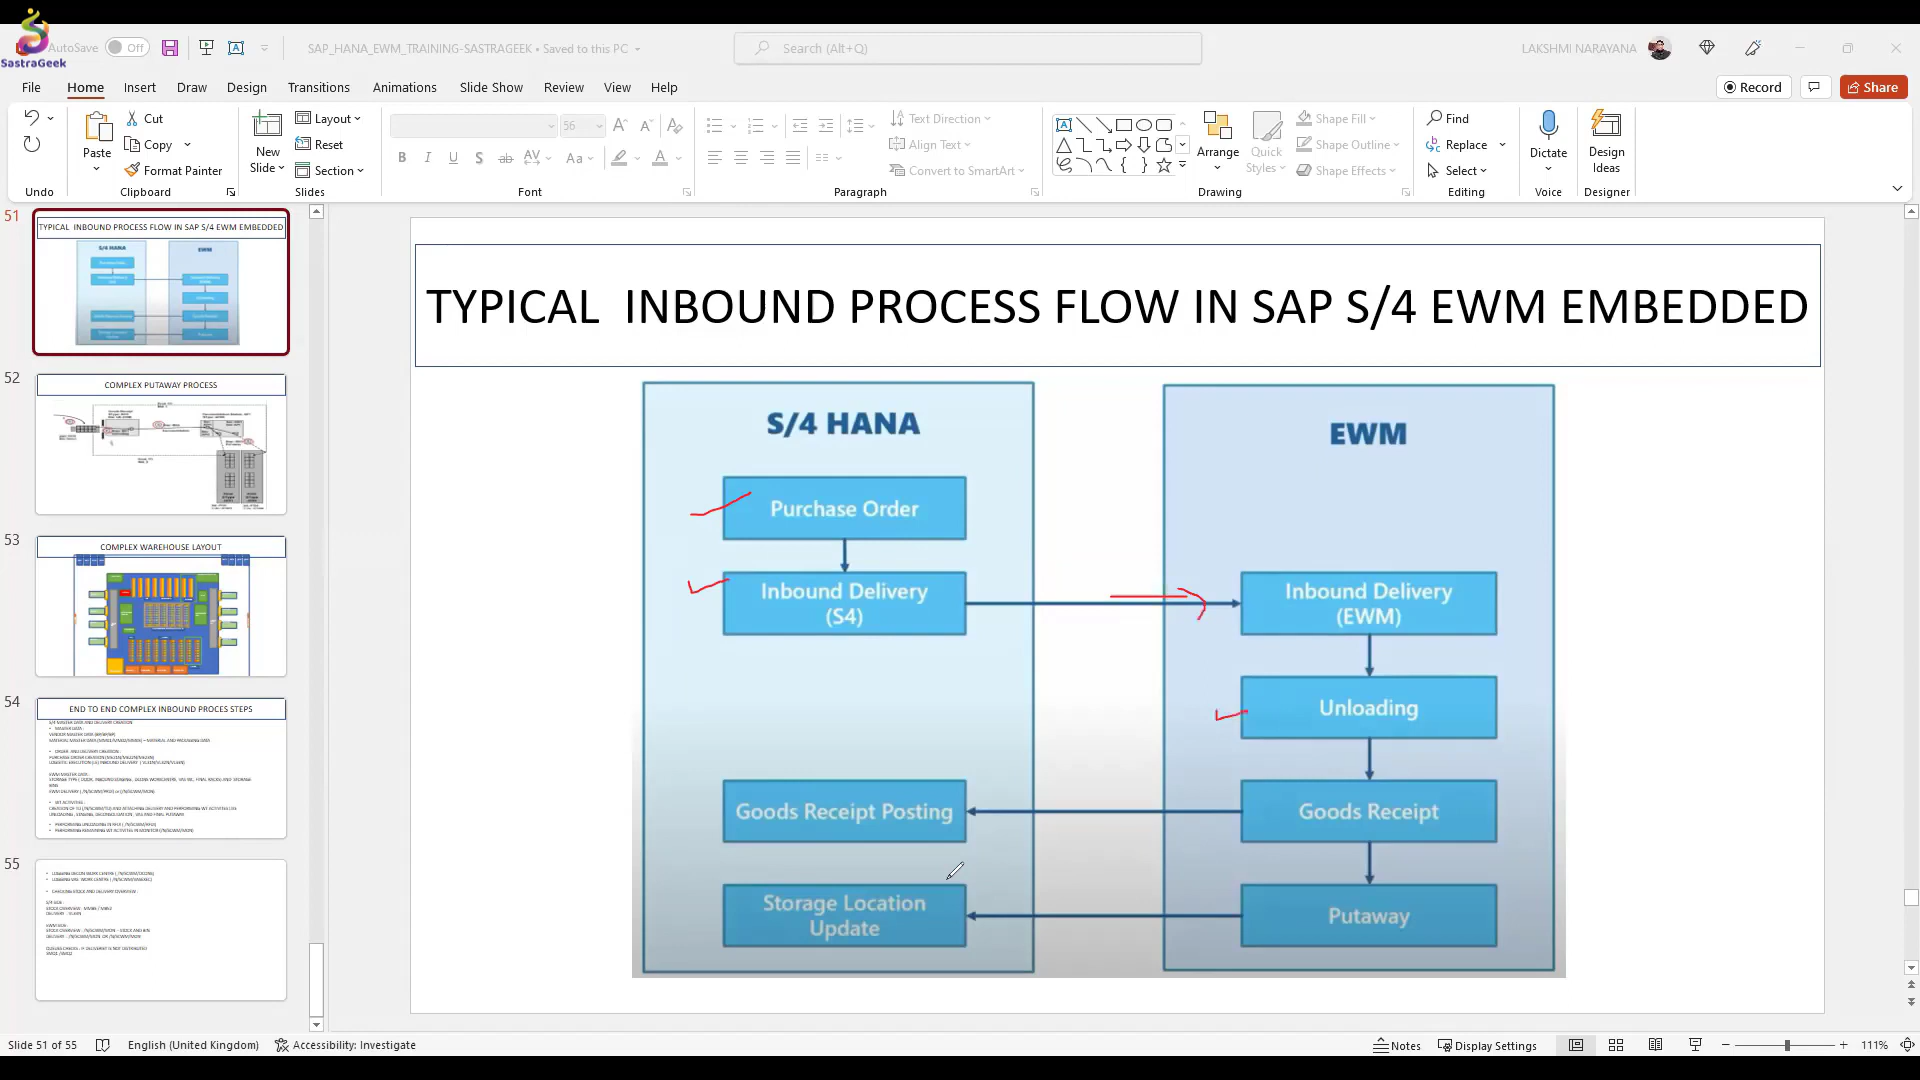 AutoSave
Off
SAP_HANA_EWM_TRAINING-SASTRAGEEK • Saved to this PC
Search (Alt+Q)
LAKSHMI NARAYANA
SastraGeek
File Home Insert Draw Design Transitions Animations Slide Show Review View Help
Record
Share
Undo
Paste
Cut
Copy
Format Painter
Clipboard
New
Slide
Layout
Reset
Section
Slides
56
Font
Text Direction
Align Text
Convert to SmartArt
Paragraph
Arrange
Quick
Styles
Shape Fill
Shape Outline
Shape Effects
Drawing
Find
Replace
Select
Editing
Dictate
Voice
Design
Ideas
Designer
51
TYPICAL INBOUND PROCESS FLOW IN SAP S/4 EWM EMBEDDED
S/4 HANA
EWM
52
COMPLEX PUTAWAY PROCESS
53
COMPLEX WAREHOUSE LAYOUT
54
END TO END COMPLEX INBOUND PROCES STEPS
55
TYPICAL INBOUND PROCESS FLOW IN SAP S/4 EWM EMBEDDED
S/4 HANA
Purchase Order
Inbound Delivery
(S4)
Goods Receipt Posting
Storage Location
Update
EWM
Inbound Delivery
(EWM)
Unloading
Goods Receipt
Putaway
Slide 51 of 55
English (United Kingdom)
Accessibility: Investigate
Notes
Display Settings
111%